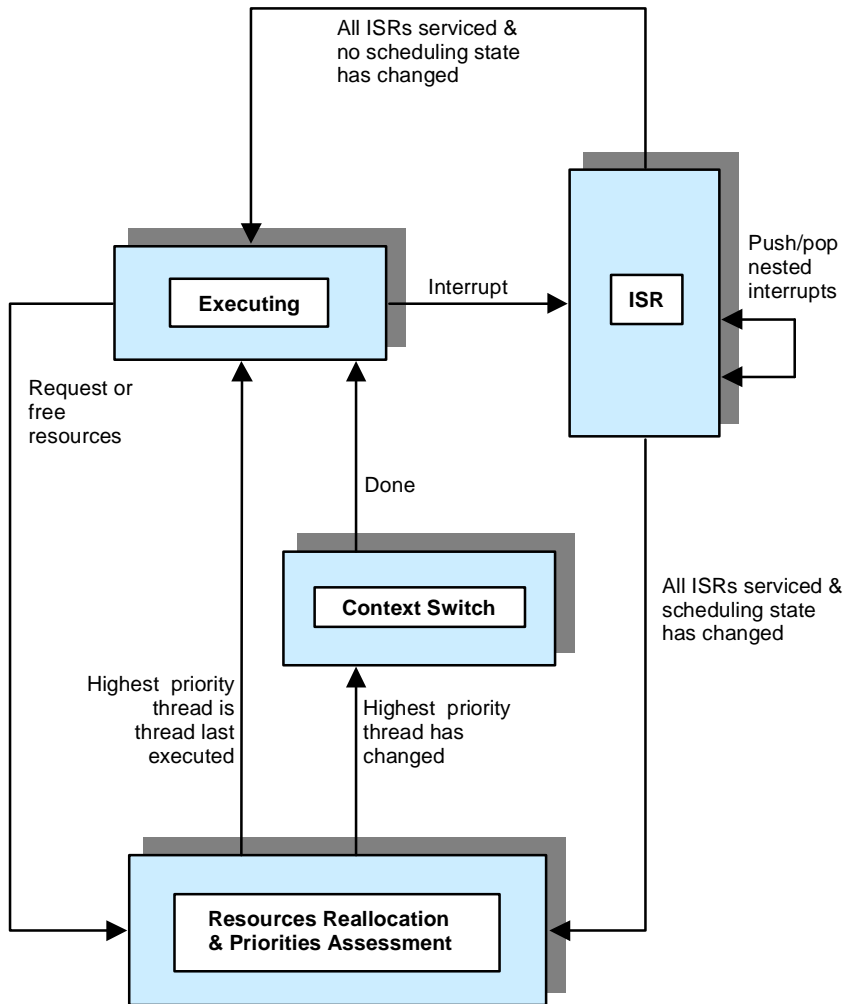 All ISRs serviced &
no scheduling state
has changed
Push/pop
nested
interrupts
Executing
Interrupt
ISR
Request or
free
resources
Done
Context Switch
All ISRs serviced &
scheduling state
has changed
Highest priority
thread is
thread last
executed
Highest priority
thread has
changed
Resources Reallocation
& Priorities Assessment